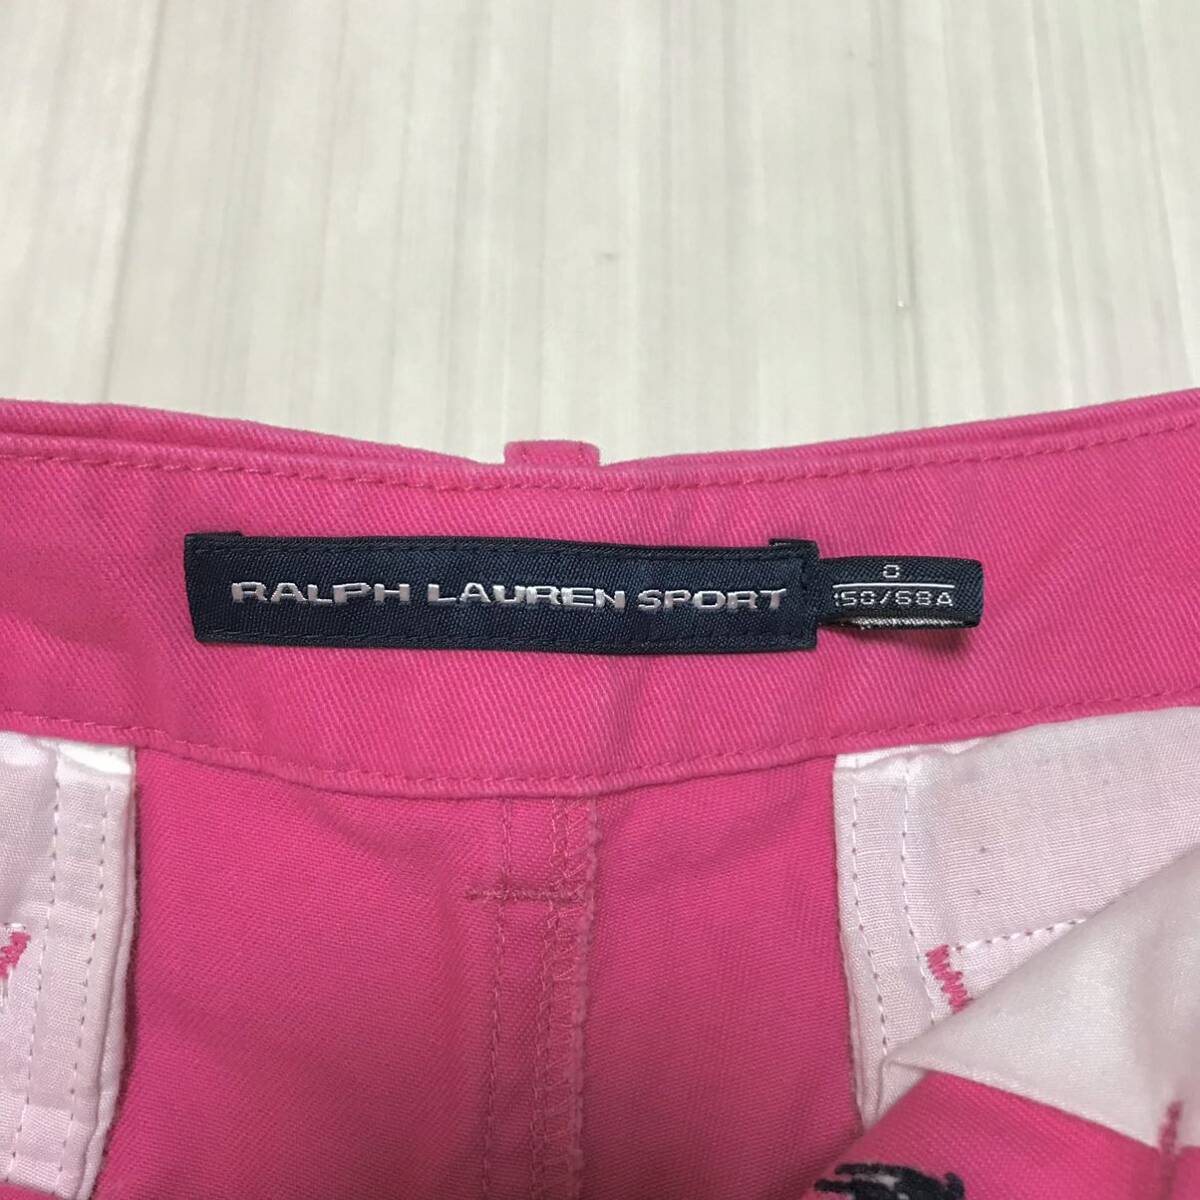 RALPH LAUREN SPORT
0
150/68A